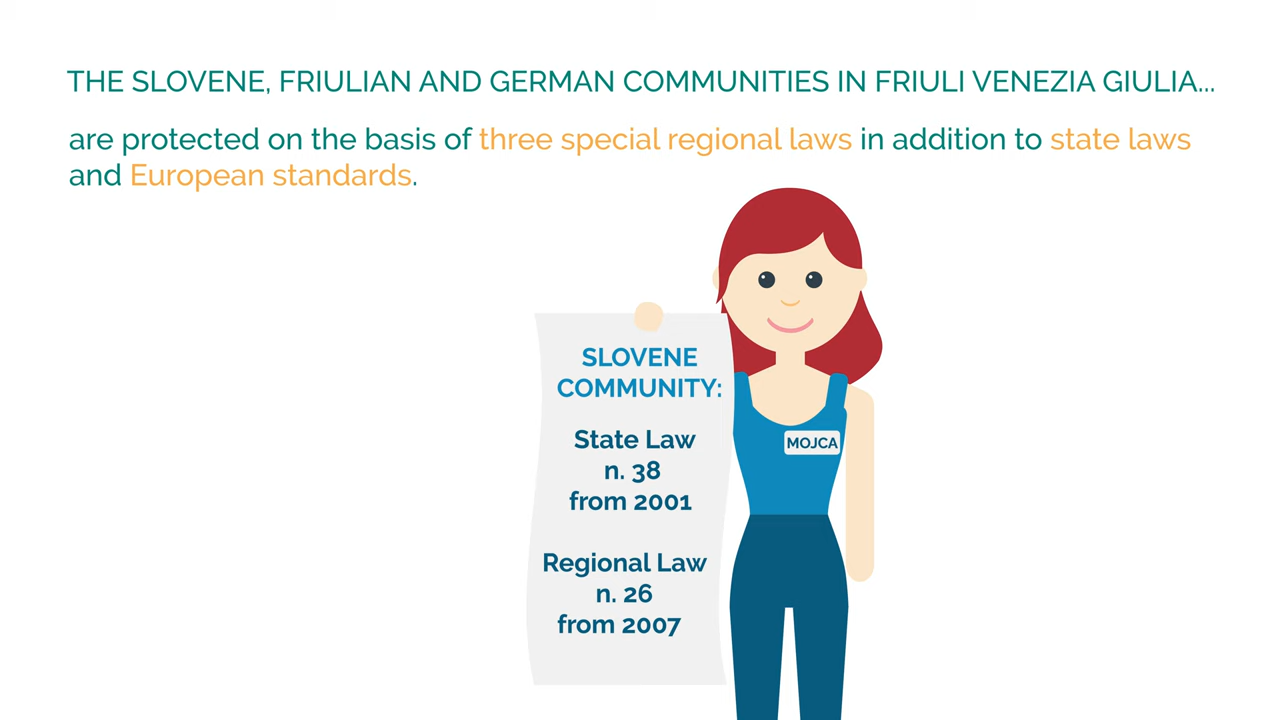 THE SLOVENE, FRIULIAN AND GERMAN COMMUNITIES IN FRIULI VENEZIA GIULIA...
are protected on the basis of three special regional laws in addition to state laws
and European standards.
SLOVENE
COMMUNITY:
State Law
n. 38
from 2001
Regional Law
n. 26
from 2007
MOJCA